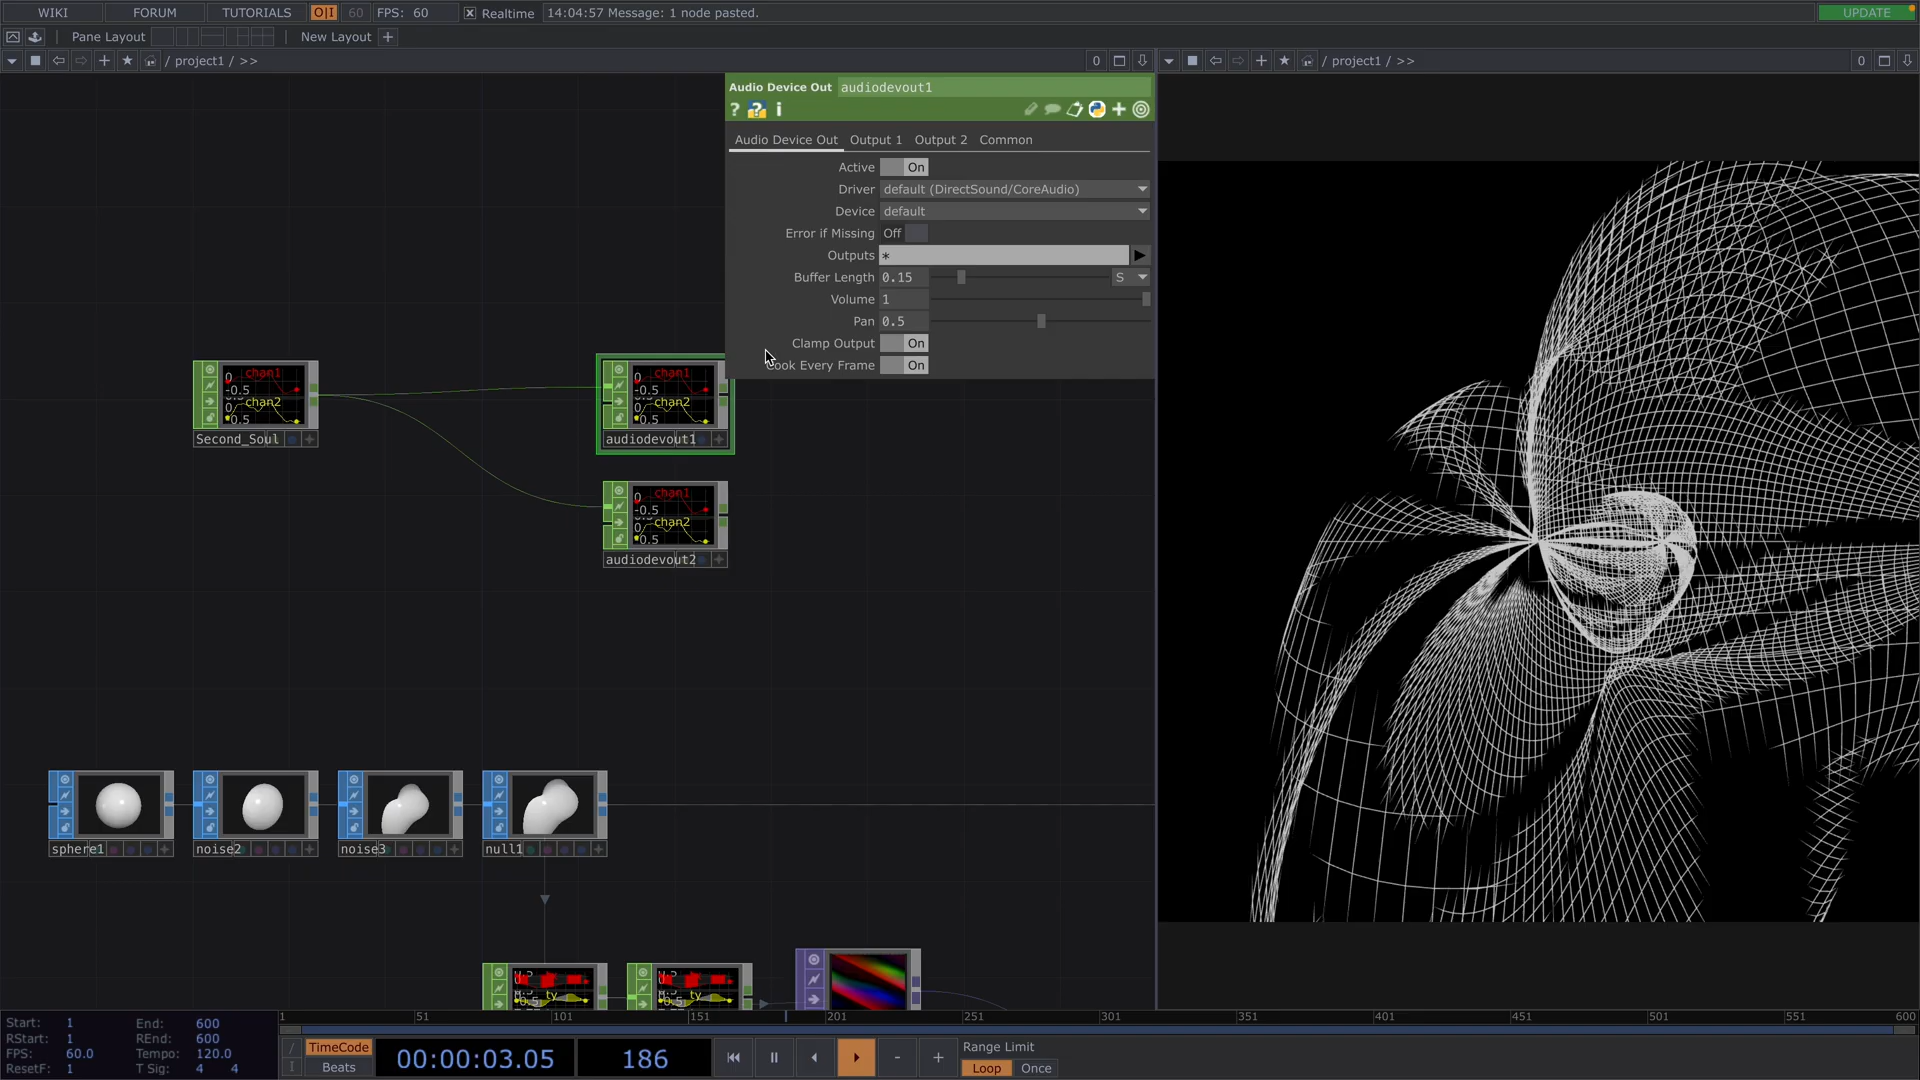 WIKI FORUM TUTORIALS O|I 60 FPS: 60 Realtime 14:04:57 Message: 1 node pasted. UPDATE
Pane Layout New Layout +
/ project1 / >> 0
/ project1 / >> 0
Audio Device Out audiodevout1
? ? i
Audio Device Out Output 1 Output 2 Common
Active On
Driver default (DirectSound/CoreAudio)
Device default
Error if Missing Off
Outputs *
Buffer Length 0.15 S
Volume 1
Pan 0.5
Clamp Output On
ook Every Frame On
0 chan1
-0.5
0 chan2
0.5
Second_Soul
0 chan1
-0.5
0 chan2
0.5
audiodevout1
0 chan1
-0.5
0 chan2
0.5
audiodevout2
sphere1 noise2 noise3 null1
ty
ty
1 51 101 151 201 251 301 351 401 451 501 551 600
Start: 1 End: 600
RStart: 1 REnd: 600
FPS: 60.0 Tempo: 120.0
ResetF: 1 T Sig: 4 4
TimeCode
Beats
00:00:03.05 186
Range Limit
Loop Once